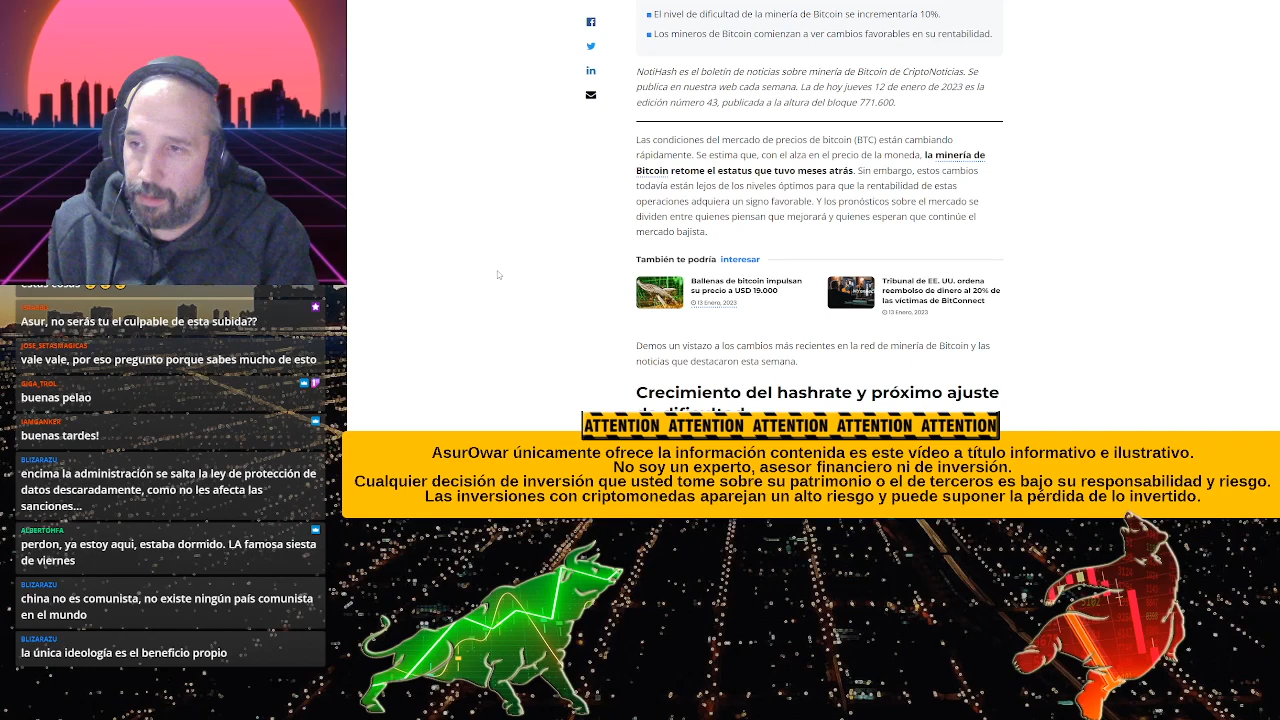 El nivel de dificultad de la minería de Bitcoin se incrementaría 10%.
Los mineros de Bitcoin comienzan a ver cambios favorables en su rentabilidad.
NotiHash es el boletín de noticias sobre minería de Bitcoin de CriptoNoticias. Se
publica en nuestra web cada semana. La de hoy jueves 12 de enero de 2023 es la
edición número 43, publicada a la altura del bloque 771.600.
Las condiciones del mercado de precios de bitcoin (BTC) están cambiando
rápidamente. Se estima que, con el alza en el precio de la moneda, la minería de
Bitcoin retome el estatus que tuvo meses atrás. Sin embargo, estos cambios
todavía están lejos de los niveles óptimos para que la rentabilidad de estas
operaciones adquiera un signo favorable. Y los pronósticos sobre el mercado se
dividen entre quienes piensan que mejorará y quienes esperan que continúe el
mercado bajista.
También te podría interesar
Ballenas de bitcoin impulsan
su precio a USD 19.000
13 Enero, 2023
Tribunal de EE. UU. ordena
reembolso de dinero al 20% de
las víctimas de BitConnect
13 Enero, 2023
Demos un vistazo a los cambios más recientes en la red de minería de Bitcoin y las
noticias que destacaron esta semana.
Crecimiento del hashrate y próximo ajuste
de dificultad
ATTENTION ATTENTION ATTENTION ATTENTION ATTENTION
AsurOwar únicamente ofrece la información contenida es este vídeo a título informativo e ilustrativo.
No soy un experto, asesor financiero ni de inversión.
Cualquier decisión de inversión que usted tome sobre su patrimonio o el de terceros es bajo su responsabilidad y riesgo.
Las inversiones con criptomonedas aparejan un alto riesgo y puede suponer la pérdida de lo invertido.
estas cosas
Asur, no serás tu el culpable de esta subida??
JOSE_SETASMAGICAS
vale vale, por eso pregunto porque sabes mucho de esto
GIGA_TROL
buenas pelao
IAMGANKER
buenas tardes!
BLIZARAZU
encima la administración se salta la ley de protección de
datos descaradamente, como no les afecta las
sanciones...
ALBERTOHFA
perdon, ya estoy aqui, estaba dormido. LA famosa siesta
de viernes
BLIZARAZU
china no es comunista, no existe ningún país comunista
en el mundo
BLIZARAZU
la única ideología es el beneficio propio